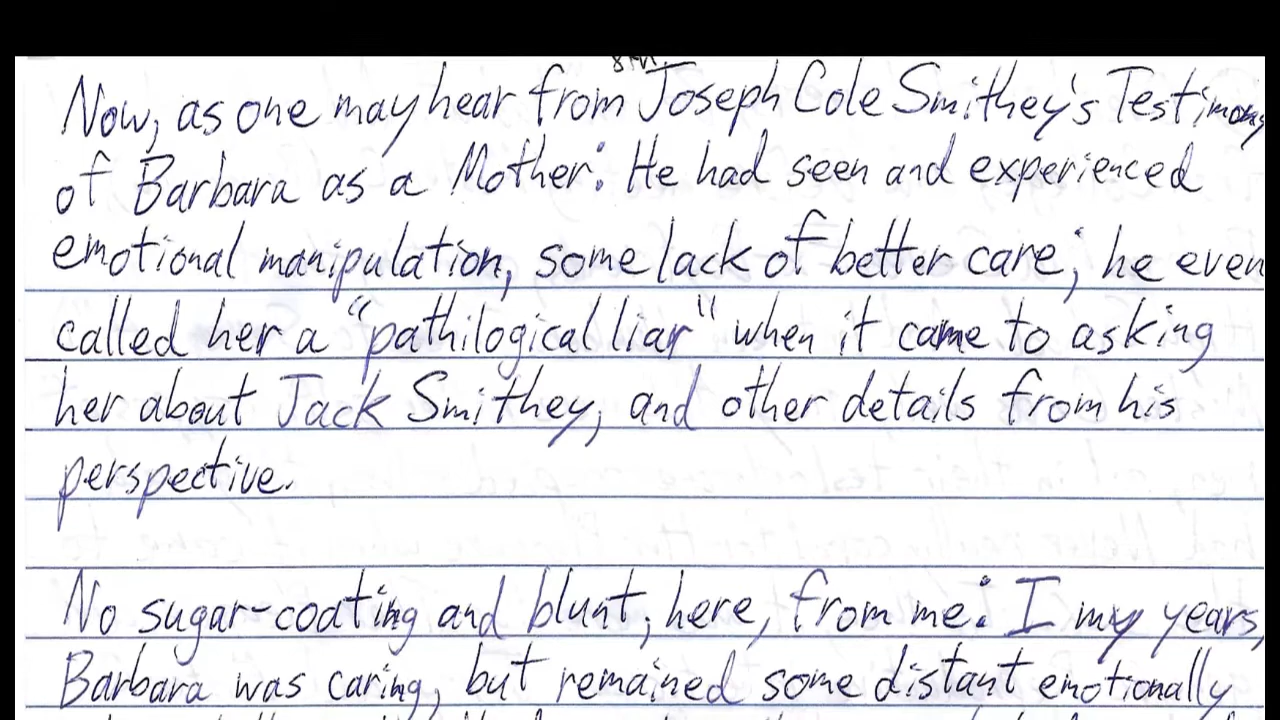 Now, as one may hear from Joseph Cole Smithey's Testimony
of Barbara as a Mother: He had seen and experienced
emotional manipulation, some lack of better care; he even
called her a "pathilogical liar" when it came to asking
her about Jack Smithey, and other details from his
perspective.
No sugar-coating and blunt, here, from me: I my years,
Barbara was caring, but remained some distant emotionally